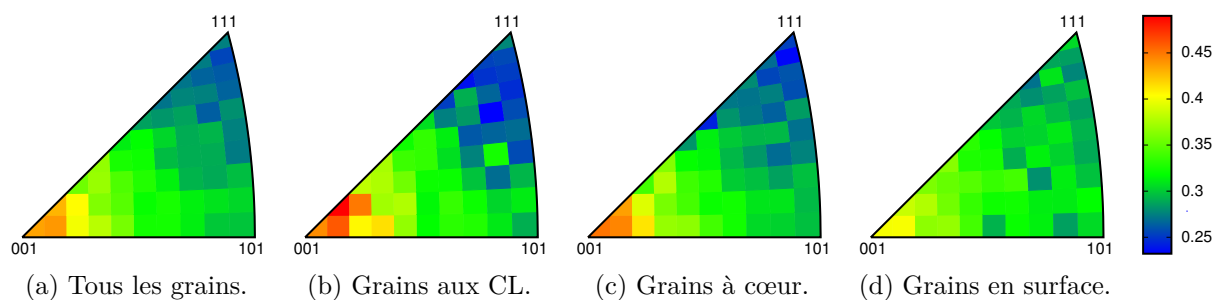 111 111 111 111
0.45
0.4
0.35
0.3
0.25
001 101 001 101 001 101 001 101
(a) Tous les grains. (b) Grains aux CL. (c) Grains à cœur. (d) Grains en surface.